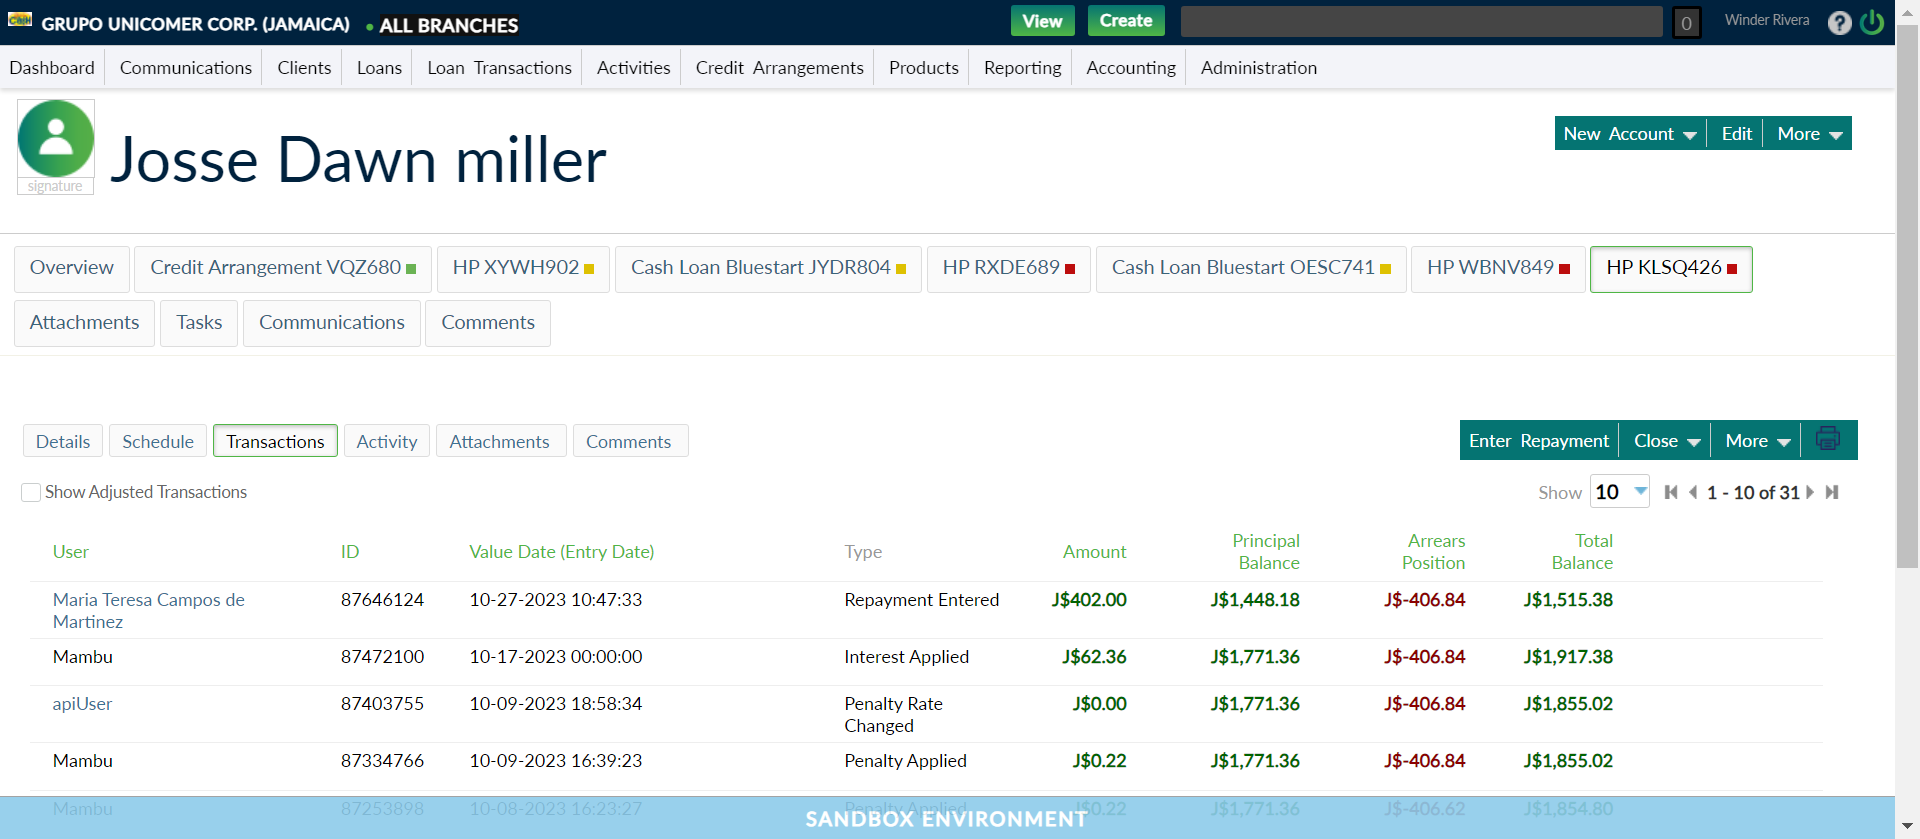 CaSH GRUPO UNICOMER CORP. (JAMAICA) • ALL BRANCHES View Create 0 Winder Rivera ?
Dashboard Communications Clients Loans Loan Transactions Activities Credit Arrangements Products Reporting Accounting Administration
signature
Josse Dawn miller
New Account Edit More
Overview Credit Arrangement VQZ680 HP XYWH902 Cash Loan Bluestart JYDR804 HP RXDE689 Cash Loan Bluestart OESC741 HP WBNV849 HP KLSQ426
Attachments Tasks Communications Comments
Details Schedule Transactions Activity Attachments Comments Enter Repayment Close More
Show Adjusted Transactions Show 10 1 - 10 of 31
User ID Value Date (Entry Date) Type Amount Principal Balance Arrears Position Total Balance
Maria Teresa Campos de 87646124 10-27-2023 10:47:33 Repayment Entered J$402.00 J$1,448.18 J$-406.84 J$1,515.38
Martinez
Mambu 87472100 10-17-2023 00:00:00 Interest Applied J$62.36 J$1,771.36 J$-406.84 J$1,917.38
apiUser 87403755 10-09-2023 18:58:34 Penalty Rate J$0.00 J$1,771.36 J$-406.84 J$1,855.02
Changed
Mambu 87334766 10-09-2023 16:39:23 Penalty Applied J$0.22 J$1,771.36 J$-406.84 J$1,855.02
Mambu 87253898 10-08-2023 16:23:27 Penalty Applied J$0.22 J$1,771.36 J$-406.62 J$1,854.80
SANDBOX ENVIRONMENT